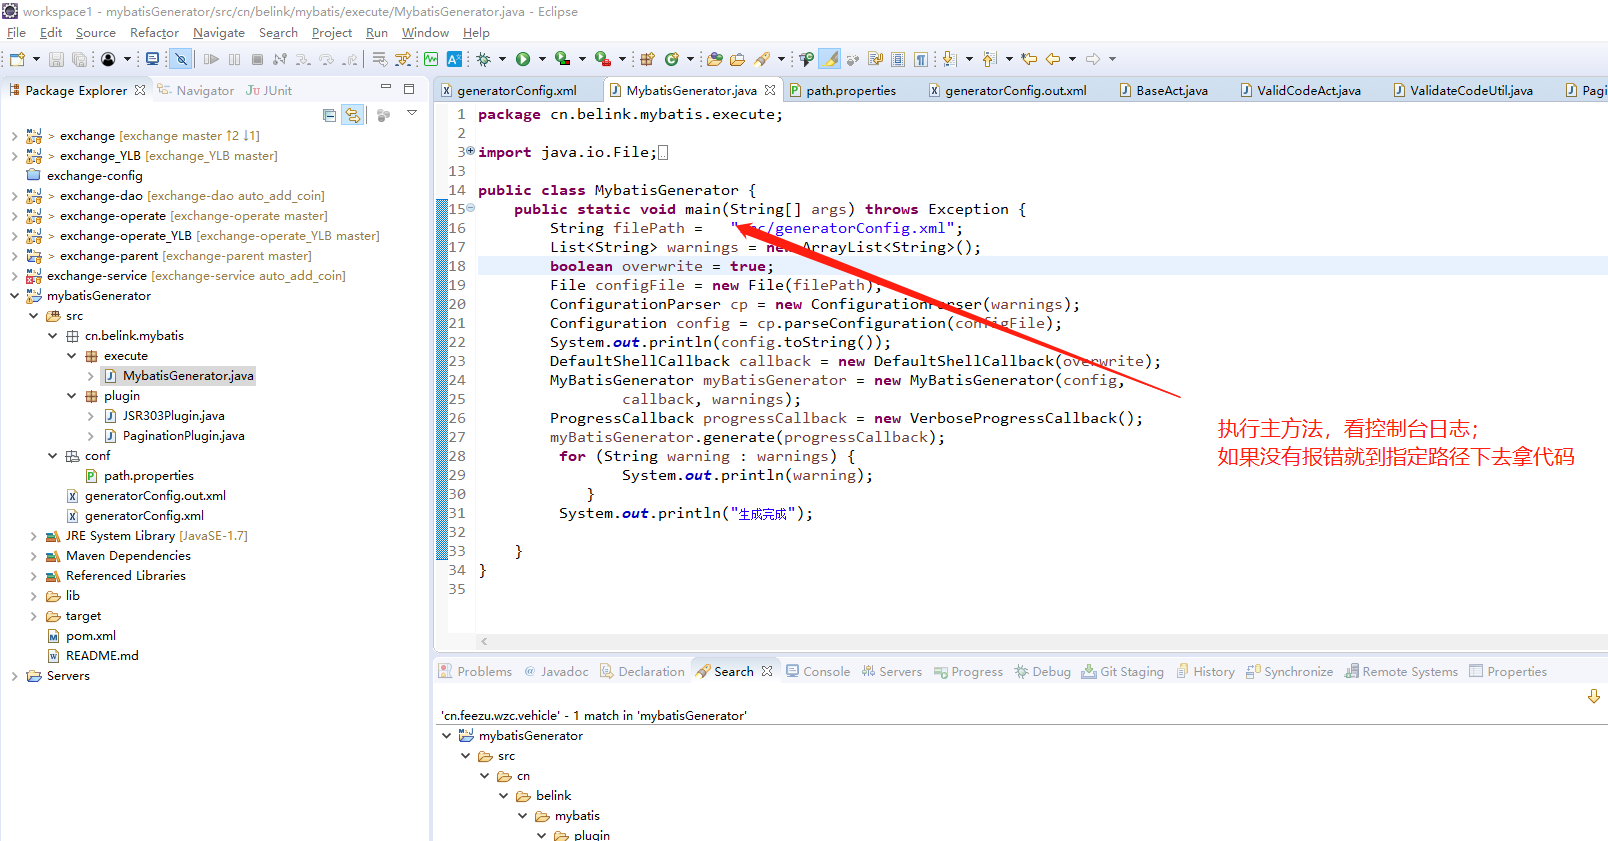 workspace1 - mybatisGenerator/src/cn/belink/mybatis/execute/MybatisGenerator.java - Eclipse
File Edit Source Refactor Navigate Search Project Run Window Help
Package Explorer Navigator JUnit
generatorConfig.xml MybatisGenerator.java path.properties generatorConfig.out.xml BaseAct.java ValidCodeAct.java ValidateCodeUtil.java Pagi
> exchange [exchange master ↑2 ↓1]
> exchange_YLB [exchange_YLB master]
exchange-config
> exchange-dao [exchange-dao auto_add_coin]
> exchange-operate [exchange-operate master]
> exchange-operate_YLB [exchange-operate_YLB master]
> exchange-parent [exchange-parent master]
exchange-service [exchange-service auto_add_coin]
mybatisGenerator
src
cn.belink.mybatis
execute
MybatisGenerator.java
plugin
JSR303Plugin.java
PaginationPlugin.java
conf
path.properties
generatorConfig.out.xml
generatorConfig.xml
JRE System Library [JavaSE-1.7]
Maven Dependencies
Referenced Libraries
lib
target
pom.xml
README.md
Servers
1 package cn.belink.mybatis.execute;
2
3 import java.io.File;
13
14 public class MybatisGenerator {
15 public static void main(String[] args) throws Exception {
16 String filePath = "/generatorConfig.xml";
17 List<String> warnings = new ArrayList<String>();
18 boolean overwrite = true;
19 File configFile = new File(filePath);
20 ConfigurationParser cp = new ConfigurationParser(warnings);
21 Configuration config = cp.parseConfiguration(configFile);
22 System.out.println(config.toString());
23 DefaultShellCallback callback = new DefaultShellCallback(overwrite);
24 MyBatisGenerator myBatisGenerator = new MyBatisGenerator(config,
25 callback, warnings);
26 ProgressCallback progressCallback = new VerboseProgressCallback();
27 myBatisGenerator.generate(progressCallback);
28 for (String warning : warnings) {
29 System.out.println(warning);
30 }
31 System.out.println("生成完成");
32
33 }
34 }
35
执行主方法，看控制台日志；
如果没有报错就到指定路径下去拿代码
Problems @ Javadoc Declaration Search Console Servers Progress Debug Git Staging History Synchronize Remote Systems Properties
'cn.feezu.wzc.vehicle' - 1 match in 'mybatisGenerator'
mybatisGenerator
src
cn
belink
mybatis
plugin